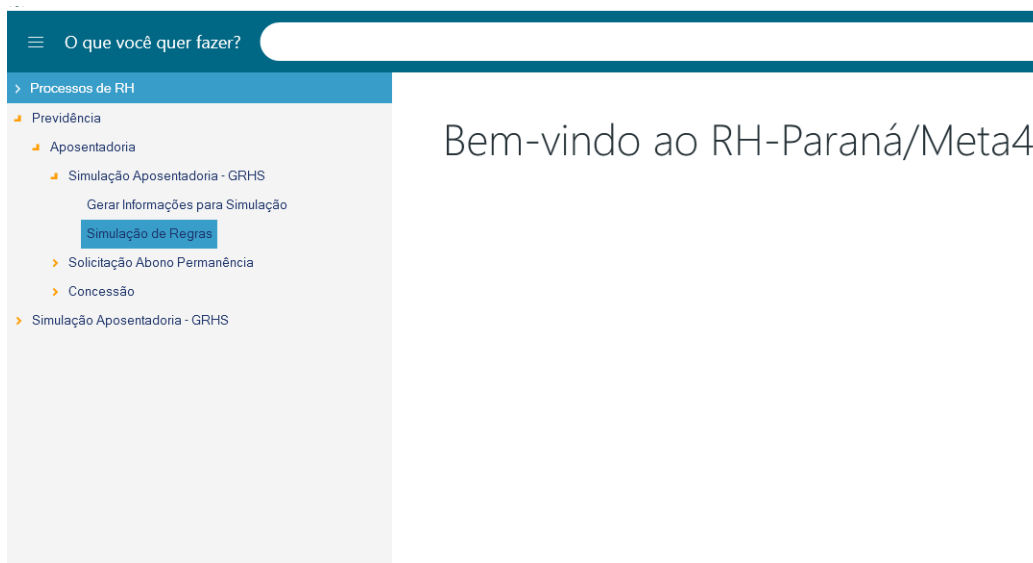 O que você quer fazer?
Processos de RH
Previdência
Aposentadoria
Simulação Aposentadoria - GRHS
Gerar Informações para Simulação
Simulação de Regras
Solicitação Abono Permanência
Concessão
Simulação Aposentadoria - GRHS
Bem-vindo ao RH-Paraná/Meta4